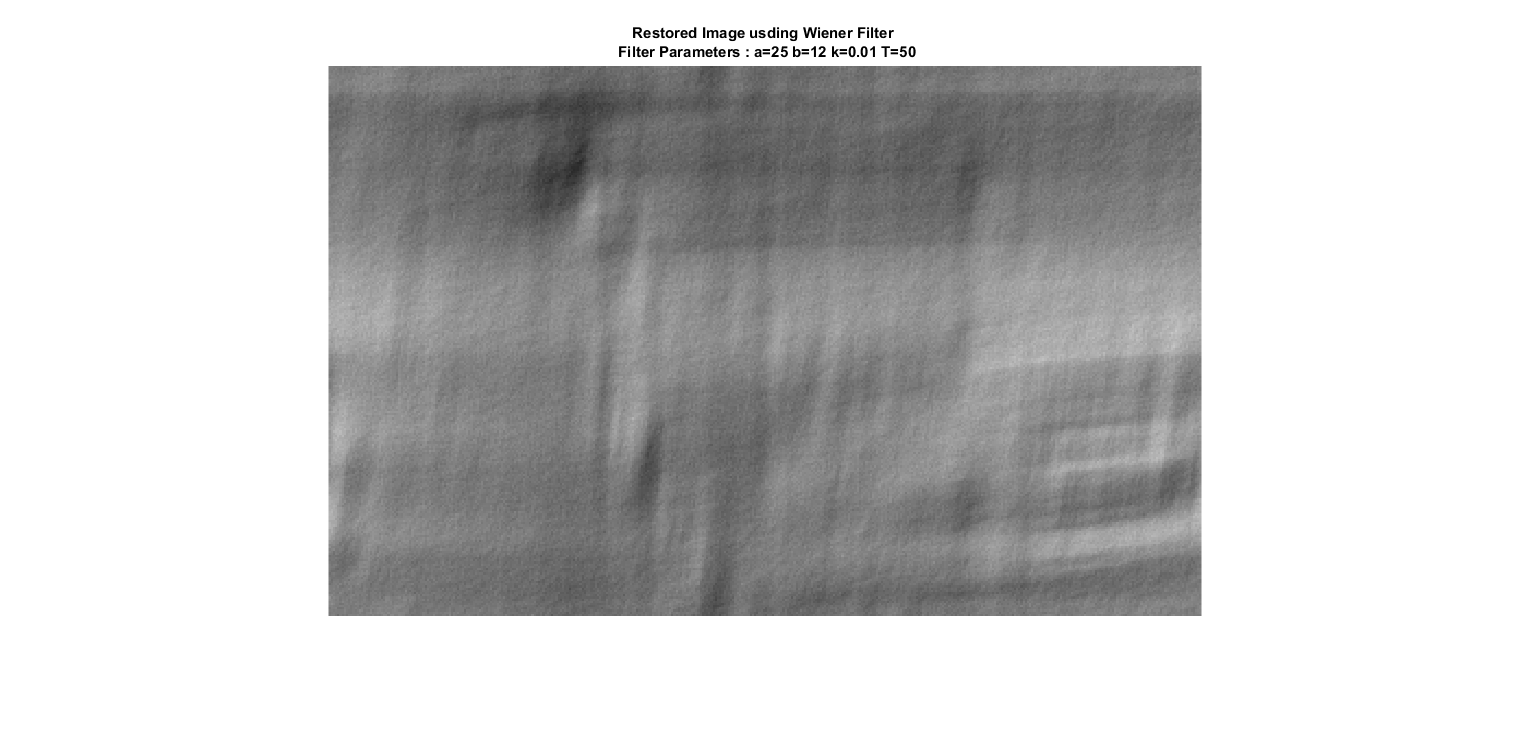 Restored Image usding Wiener Filter
Filter Parameters : a=25 b=12 k=0.01 T=50